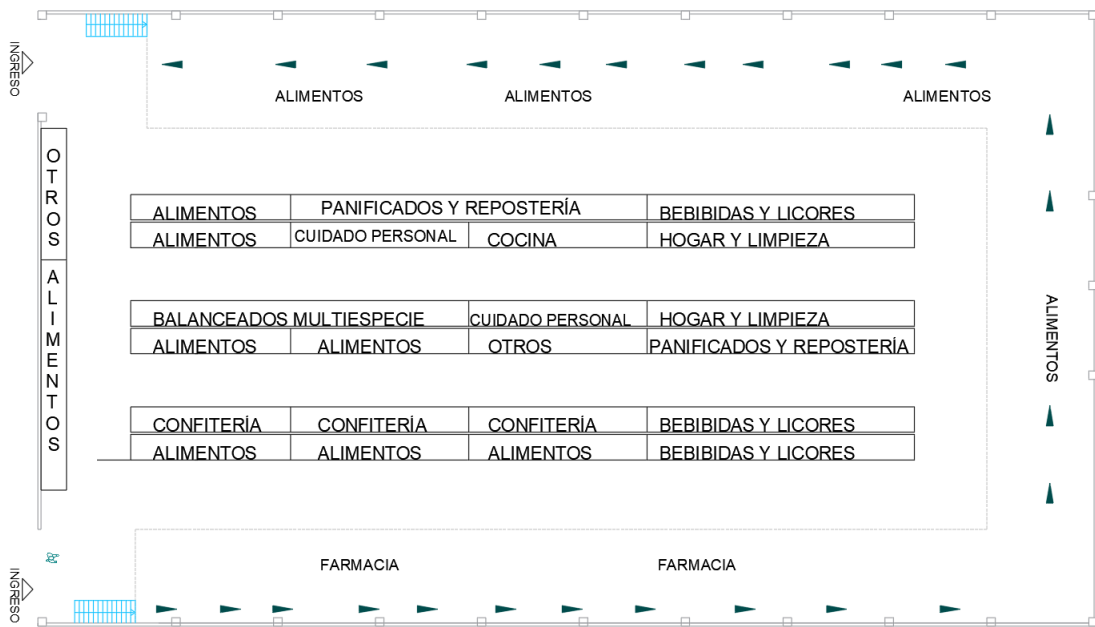 INGRESO
ALIMENTOS ALIMENTOS ALIMENTOS
OTROS
ALIMENTOS
ALIMENTOS PANIFICADOS Y REPOSTERÍA BEBIBIDAS Y LICORES
ALIMENTOS CUIDADO PERSONAL COCINA HOGAR Y LIMPIEZA
BALANCEADOS MULTIESPECIE CUIDADO PERSONAL HOGAR Y LIMPIEZA
ALIMENTOS ALIMENTOS OTROS PANIFICADOS Y REPOSTERÍA
CONFITERÍA CONFITERÍA CONFITERÍA BEBIBIDAS Y LICORES
ALIMENTOS ALIMENTOS ALIMENTOS BEBIBIDAS Y LICORES
ALIMENTOS
FARMACIA FARMACIA
INGRESO